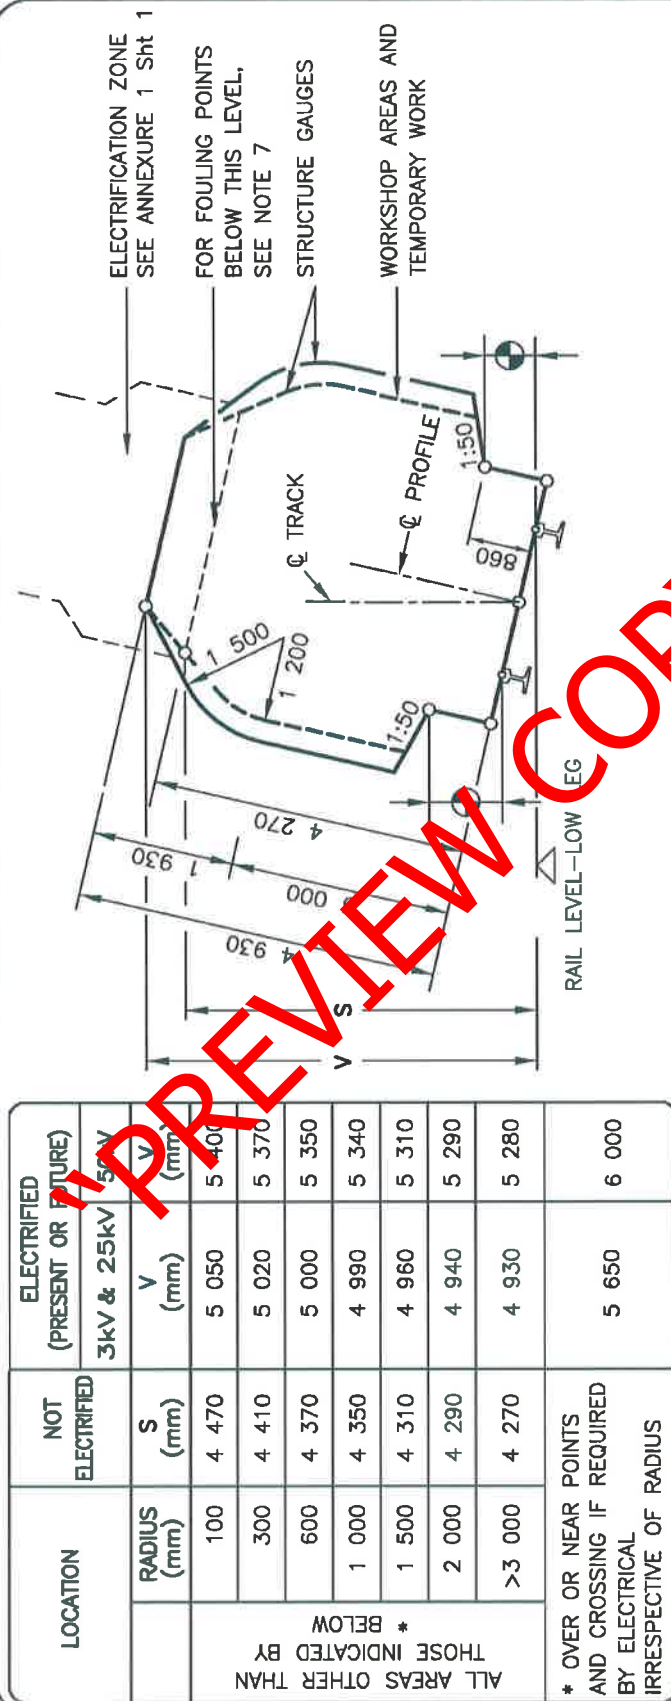 LOCATION
NOT
ELECTRIFIED
ELECTRIFIED
(PRESENT OR FUTURE)
3kV & 25kV
RADIUS
(mm)
S
(mm)
V
(mm)
V
(mm)
ALL AREAS OTHER THAN
THOSE INDICATED BY
* BELOW
100 4 470 5 050 5 400
300 4 410 5 020 5 370
600 4 370 5 000 5 350
1 000 4 350 4 990 5 340
1 500 4 310 4 960 5 310
2 000 4 290 4 940 5 290
>3 000 4 270 4 930 5 280
* OVER OR NEAR POINTS
AND CROSSING IF REQUIRED
BY ELECTRICAL
IRRESPECTIVE OF RADIUS
5 650 6 000
ELECTRIFICATION ZONE
SEE ANNEXURE 1 Sht 1
FOR FOULING POINTS
BELOW THIS LEVEL,
SEE NOTE 7
STRUCTURE GAUGES
WORKSHOP AREAS AND
TEMPORARY WORK
1 500
1 200
℄ TRACK
℄ PROFILE
1:50
1:50
860
4 270
1 930
000
4 930
S
V
RAIL LEVEL-LOW EG
"PREVIEW COPY